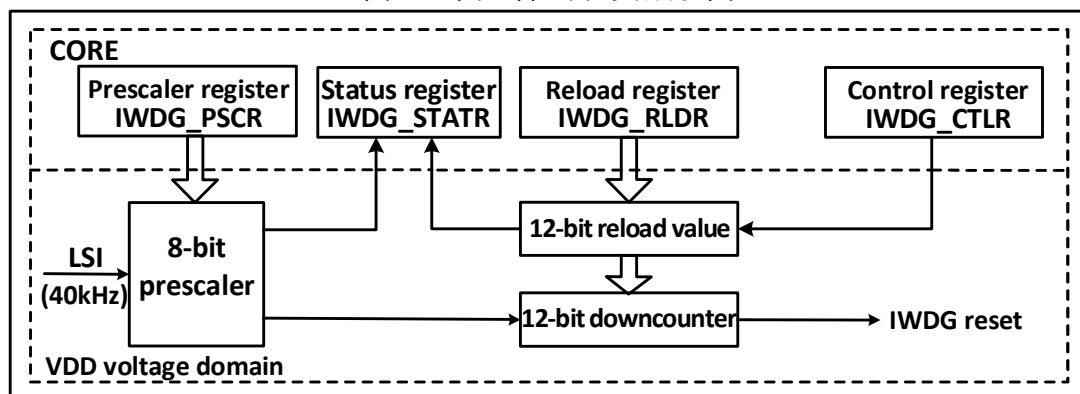 CORE
Prescaler register
IWDG_PSCR
Status register
IWDG_STATR
Reload register
IWDG_RLDR
Control register
IWDG_CTLR
LSI
(40kHz)
8-bit
prescaler
12-bit reload value
12-bit downcounter
IWDG reset
VDD voltage domain